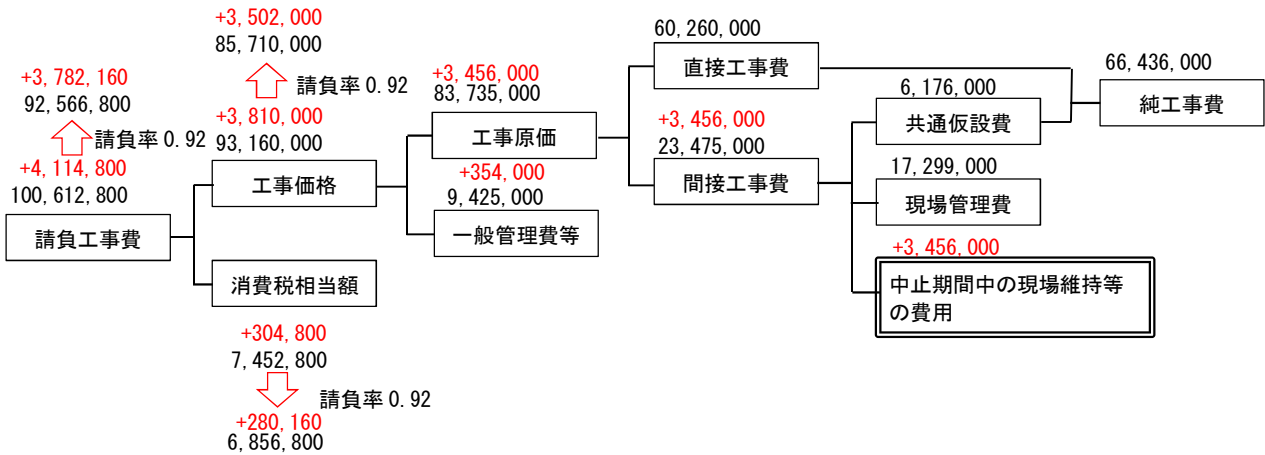 +3,782,160
92,566,800
請負率 0.92
+4,114,800
100,612,800
請負工事費
+3,502,000
85,710,000
請負率 0.92
+3,810,000
93,160,000
工事価格
消費税相当額
+304,800
7,452,800
請負率 0.92
+280,160
6,856,800
+3,456,000
83,735,000
工事原価
+354,000
9,425,000
一般管理費等
60,260,000
直接工事費
+3,456,000
23,475,000
間接工事費
6,176,000
共通仮設費
17,299,000
現場管理費
+3,456,000
中止期間中の現場維持等
の費用
66,436,000
純工事費